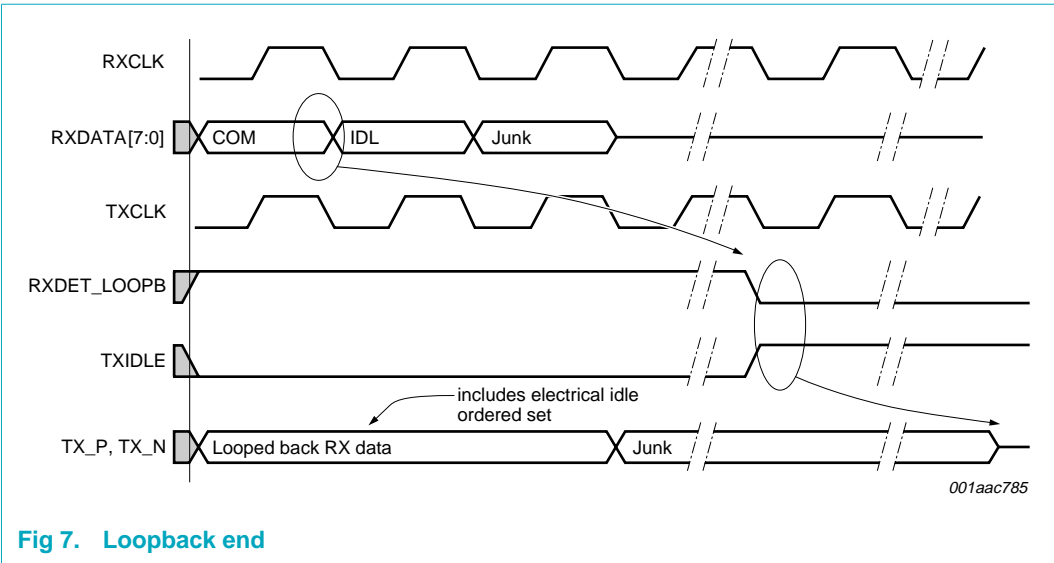 RXCLK
RXDATA[7:0]
COM
IDL
Junk
TXCLK
RXDET_LOOPB
TXIDLE
includes electrical idle
ordered set
TX_P, TX_N
Looped back RX data
Junk
001aac785
Fig 7. Loopback end